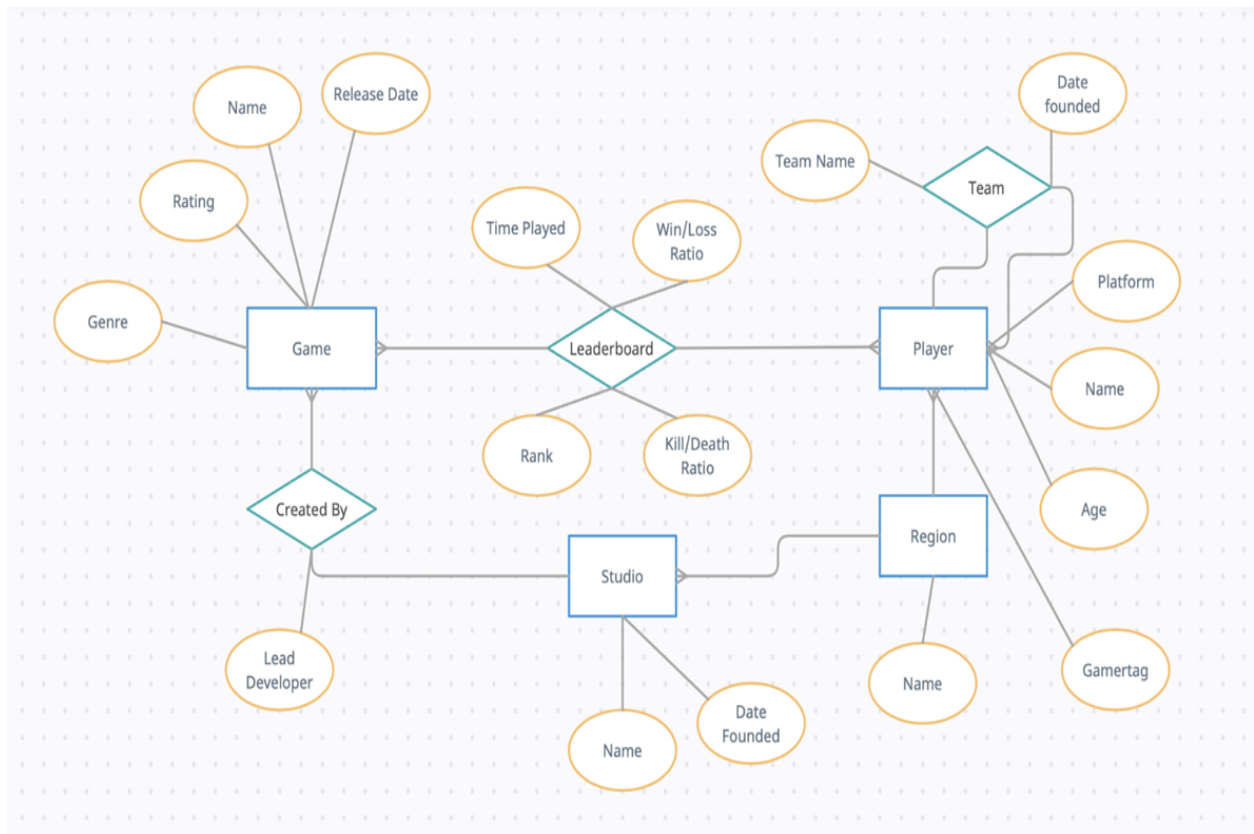 Date
founded
Release Date
Name
Team Name
Team
Rating
Time Played
Win/Loss
Ratio
Platform
Genre
Game
Leaderboard
Player
Name
Rank
Kill/Death
Ratio
Created By
Age
Region
Studio
Lead
Developer
Name
Gamertag
Date
Founded
Name